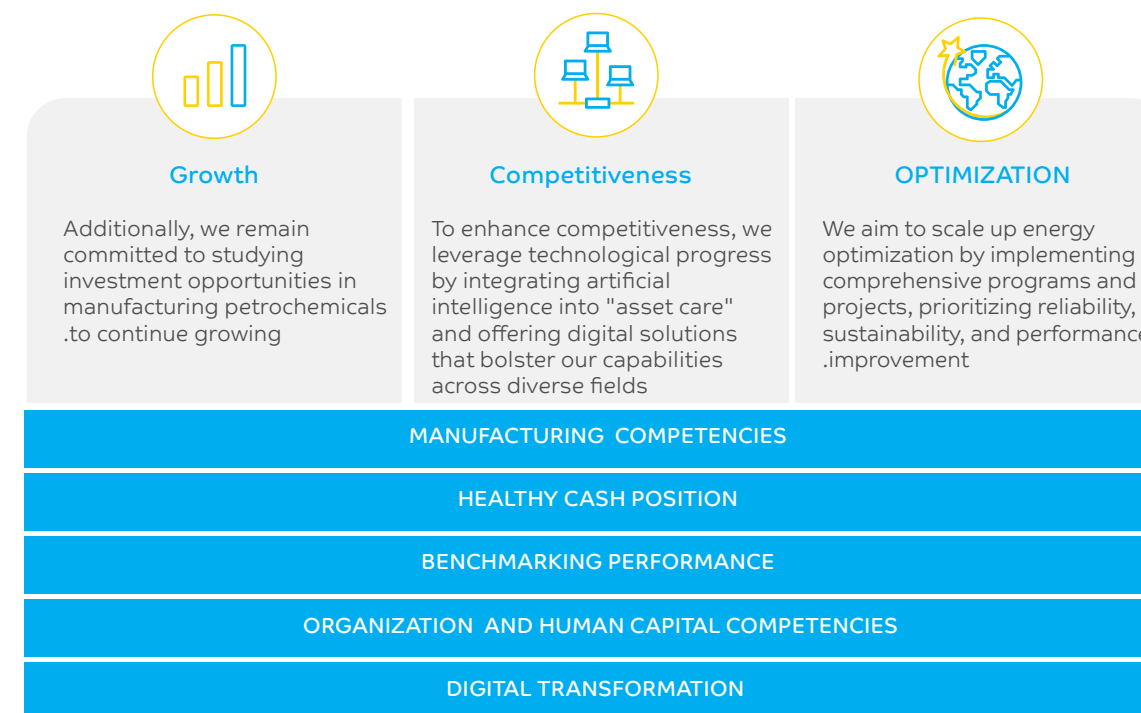 Growth
Additionally, we remain
committed to studying
investment opportunities in
manufacturing petrochemicals
.to continue growing
Competitiveness
To enhance competitiveness, we
leverage technological progress
by integrating artificial
intelligence into "asset care"
and offering digital solutions
that bolster our capabilities
across diverse fields
OPTIMIZATION
We aim to scale up energy
optimization by implementing
comprehensive programs and
projects, prioritizing reliability,
sustainability, and performance
.improvement
MANUFACTURING COMPETENCIES
HEALTHY CASH POSITION
BENCHMARKING PERFORMANCE
ORGANIZATION AND HUMAN CAPITAL COMPETENCIES
DIGITAL TRANSFORMATION